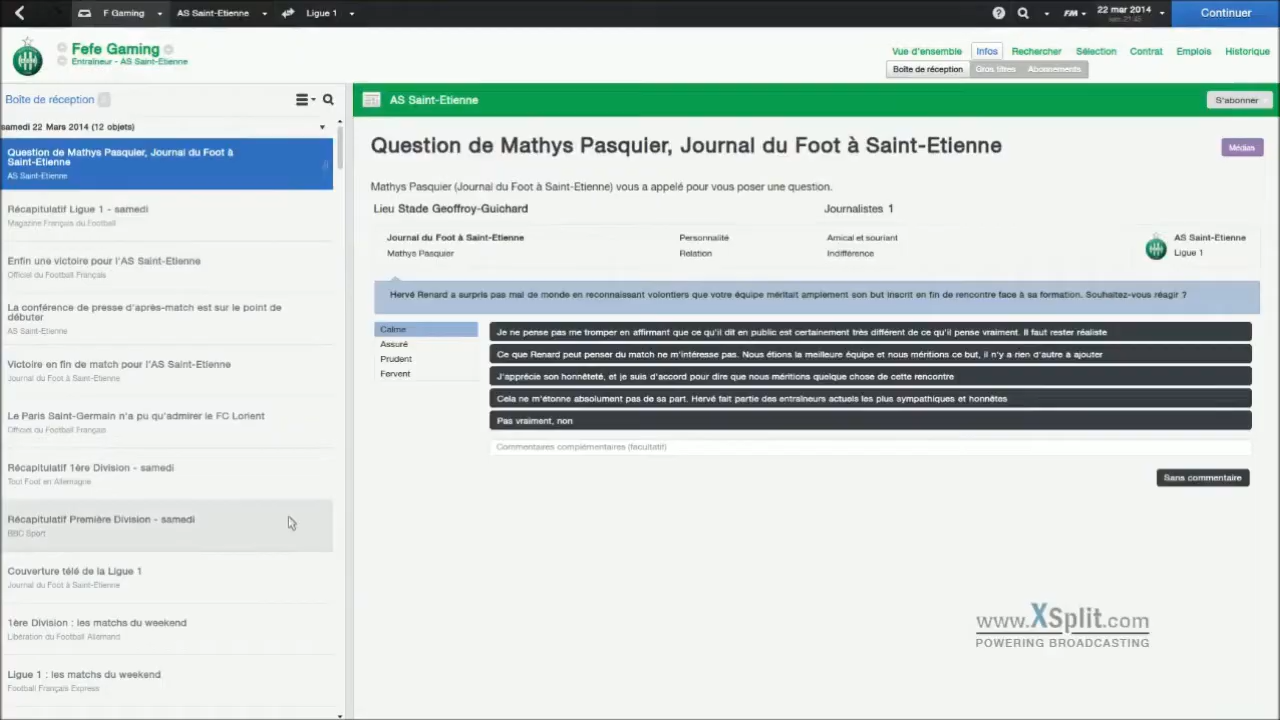 F Gaming
AS Saint-Etienne
Ligue 1
FM
22 mar 2014
Continuer
Fefe Gaming
Entraîneur - AS Saint-Etienne
Vue d'ensemble
Infos
Rechercher
Sélection
Contrat
Emplois
Historique
Boîte de réception
Gros titres
Abonnements
Boîte de réception
AS Saint-Etienne
S'abonner
samedi 22 Mars 2014 (12 objets)
Question de Mathys Pasquier, Journal du Foot à
Saint-Etienne
AS Saint-Etienne
Récapitulatif Ligue 1 - samedi
Magazine Français du Football
Enfin une victoire pour l'AS Saint-Etienne
Officiel du Football Français
La conférence de presse d'après-match est sur le point de
débuter
AS Saint-Etienne
Victoire en fin de match pour l'AS Saint-Etienne
Journal du Foot à Saint-Etienne
Le Paris Saint-Germain n'a pu qu'admirer le FC Lorient
Officiel du Football Français
Récapitulatif 1ère Division - samedi
Tout Foot en Allemagne
Récapitulatif Première Division - samedi
BBC Sport
Couverture télé de la Ligue 1
Journal du Foot à Saint-Etienne
1ère Division : les matchs du weekend
Libération du Football Allemand
Ligue 1 : les matchs du weekend
Football Français Express
Question de Mathys Pasquier, Journal du Foot à Saint-Etienne
Médias
Mathys Pasquier (Journal du Foot à Saint-Etienne) vous a appelé pour vous poser une question.
Lieu Stade Geoffroy-Guichard
Journalistes 1
Journal du Foot à Saint-Etienne
Personnalité
Amical et souriant
AS Saint-Etienne
Mathys Pasquier
Relation
Indifférence
Ligue 1
Hervé Renard a surpris pas mal de monde en reconnaissant volontiers que votre équipe méritait amplement son but inscrit en fin de rencontre face à sa formation. Souhaitez-vous réagir ?
Calme
Assuré
Prudent
Fervent
Je ne pense pas me tromper en affirmant que ce qu'il dit en public est certainement très différent de ce qu'il pense vraiment. Il faut rester réaliste
Ce que Renard peut penser du match ne m'intéresse pas. Nous étions la meilleure équipe et nous méritions ce but, il n'y a rien d'autre à ajouter
J'apprécie son honnêteté, et je suis d'accord pour dire que nous méritions quelque chose de cette rencontre
Cela ne m'étonne absolument pas de sa part. Hervé fait partie des entraîneurs actuels les plus sympathiques et honnêtes
Pas vraiment, non
Commentaires complémentaires (facultatif)
Sans commentaire
www.XSplit.com
POWERING BROADCASTING